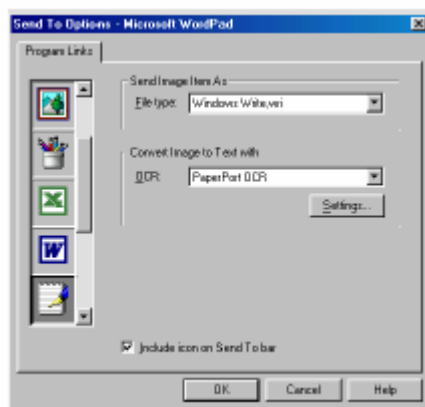 Send To Options - Microsoft WordPad
Program Links
Send Image Item As
File type: Windows Write,wri
Convert Image to Text with
OCR: PaperPort OCR
Settings...
Include icon on Send To bar
OK Cancel Help